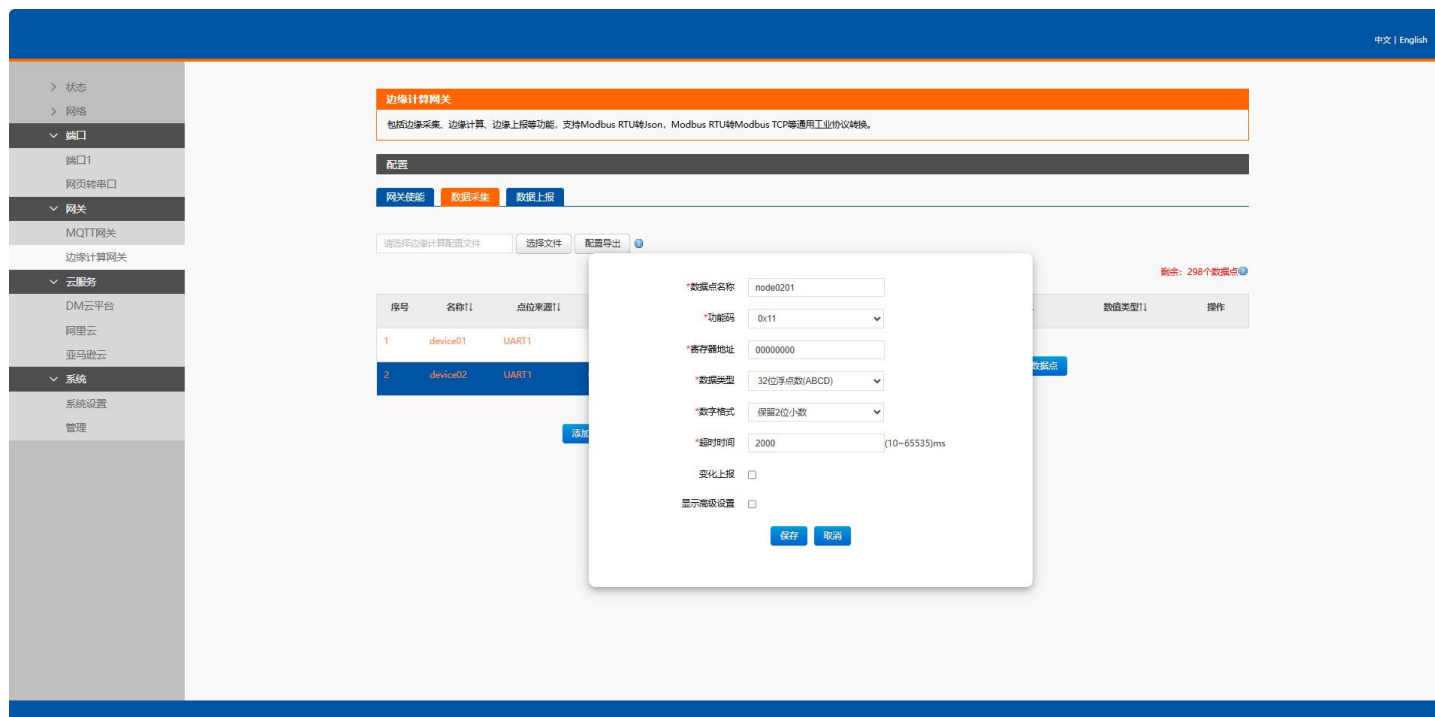 中文 | English
状态
网络
端口
端口1
网页转串口
网关
MQTT网关
边缘计算网关
云服务
DM云平台
阿里云
亚马逊云
系统
系统设置
管理
边缘计算网关
包括边缘采集、边缘计算、边缘上报等功能，支持Modbus RTU转Json，Modbus RTU转Modbus TCP等通用工业协议转换。
配置
网关使能 数据采集 数据上报
请选择边缘计算配置文件 选择文件 配置导出
剩余：298个数据点
序号 名称↑↓ 点位来源↑↓ 数值类型↑↓ 操作
1 device01 UART1
2 device02 UART1
数据点
添加
*数据点名称 node0201
*功能码 0x11
*寄存器地址 00000000
*数据类型 32位浮点数(ABCD)
*数字格式 保留2位小数
*超时时间 2000 (10~65535)ms
变化上报
显示高级设置
保存 取消